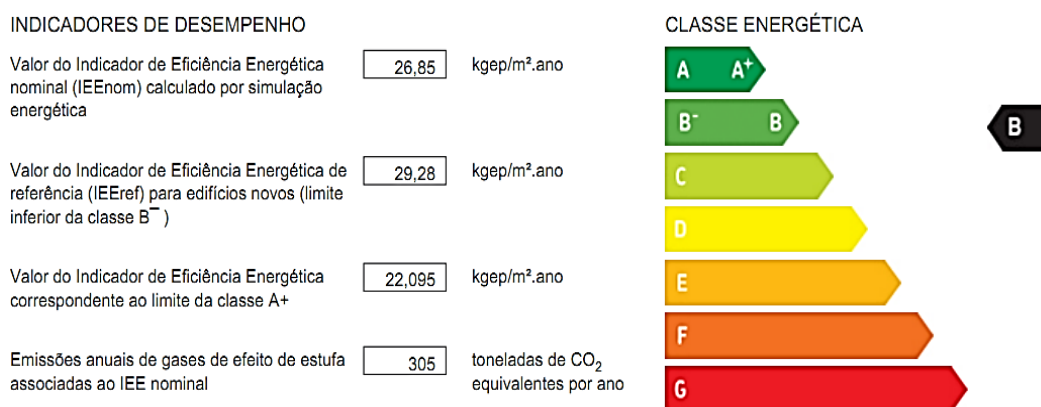 INDICADORES DE DESEMPENHO
Valor do Indicador de Eficiência Energética
nominal (IEEnom) calculado por simulação
energética
26,85 kgep/m².ano
Valor do Indicador de Eficiência Energética de
referência (IEEref) para edifícios novos (limite
inferior da classe B⁻ )
29,28 kgep/m².ano
Valor do Indicador de Eficiência Energética
correspondente ao limite da classe A+
22,095 kgep/m².ano
Emissões anuais de gases de efeito de estufa
associadas ao IEE nominal
305 toneladas de CO₂
equivalentes por ano
CLASSE ENERGÉTICA
A A⁺
B⁻ B
B
C
D
E
F
G